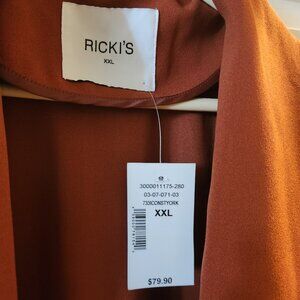 RICKI'S
XXL
3000011175-280
03-07-071-03
733ICONSTYORK
XXL
$79.90